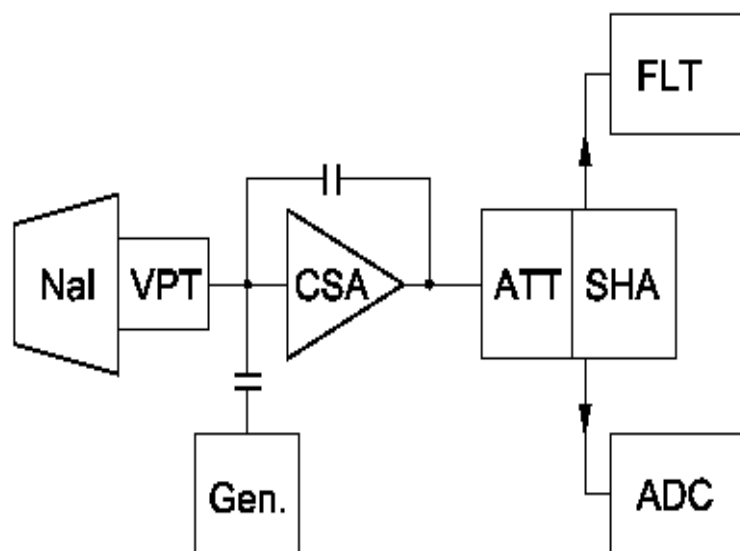 FLT
NaI
VPT
CSA
ATT
SHA
Gen.
ADC